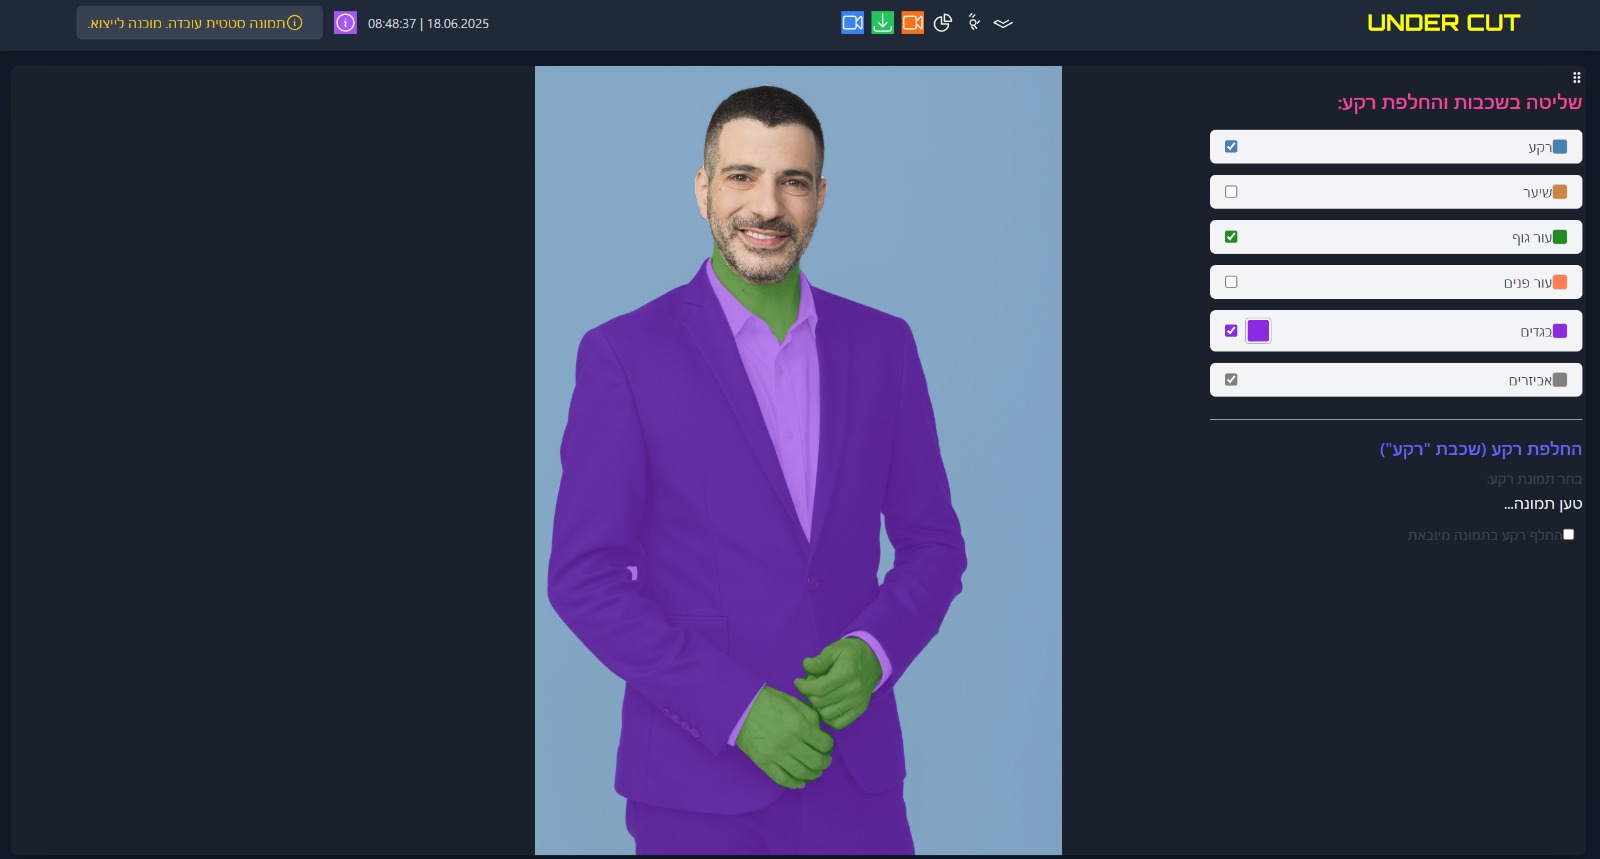 UNDER CUT
08:48:37 | 18.06.2025
תמונה סטטית עובדה. מוכנה לייצוא.
שליטה בשכבות והחלפת רקע:
רקע
שיער
עור גוף
עור פנים
בגדים
אביזרים
החלפת רקע (שכבת "רקע")
בחר תמונת רקע:
טען תמונה...
החלף רקע בתמונה מיובאת